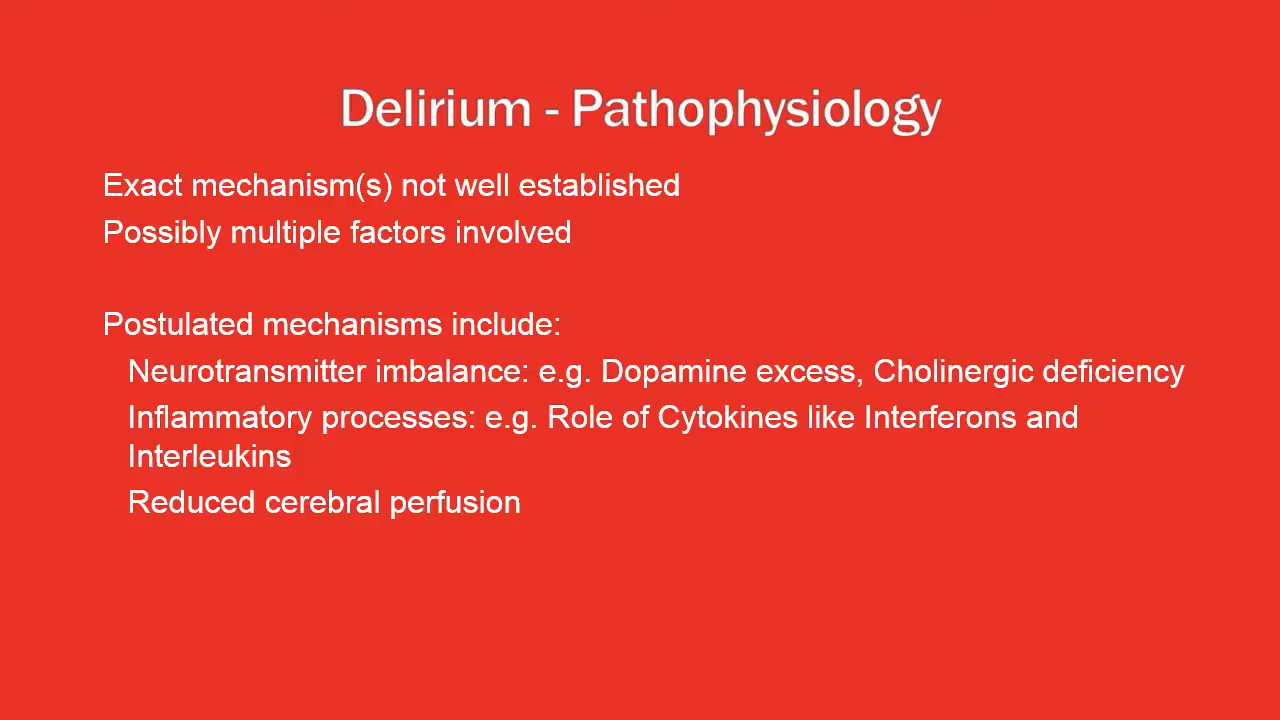 Delirium - Pathophysiology
Exact mechanism(s) not well established
Possibly multiple factors involved
Postulated mechanisms include:
Neurotransmitter imbalance: e.g. Dopamine excess, Cholinergic deficiency
Inflammatory processes: e.g. Role of Cytokines like Interferons and
Interleukins
Reduced cerebral perfusion